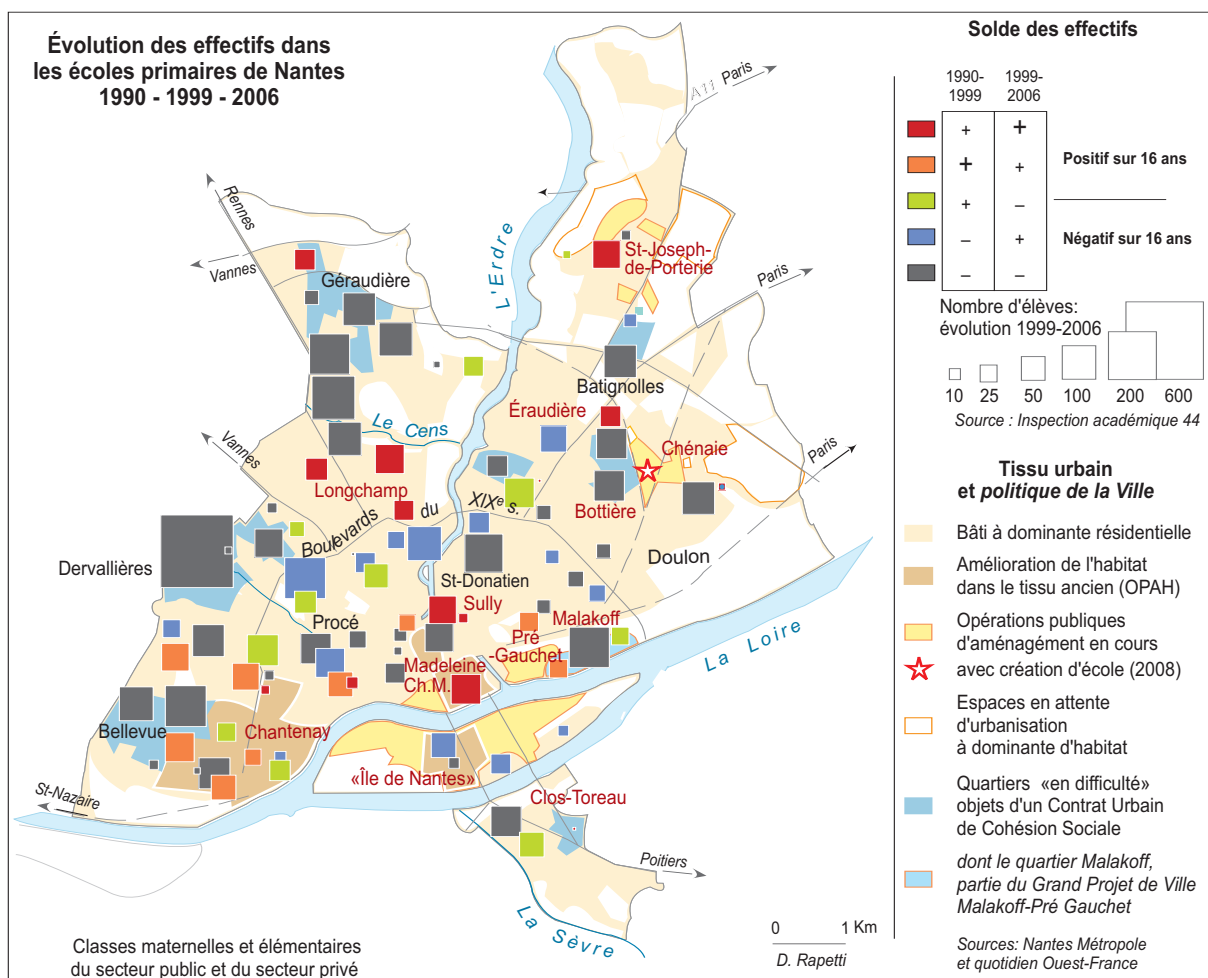 Évolution des effectifs dans
les écoles primaires de Nantes
1990 - 1999 - 2006
A11 Paris
Rennes
Vannes
Géraudière
L'Erdre
St-Joseph-
de-Porterie
Paris
Batignolles
Éraudière
Le Cens
Vannes
Longchamp
Chénaie
Paris
Bottière
Boulevards du XIXe s.
Doulon
Dervallières
St-Donatien
Sully
Procé
Malakoff
Pré
-Gauchet
La Loire
Madeleine
Ch.M.
Bellevue
Chantenay
«Île de Nantes»
St-Nazaire
Clos-Toreau
Poitiers
La Sèvre
0 1 Km
D. Rapetti
Classes maternelles et élémentaires
du secteur public et du secteur privé
Solde des effectifs
1990-
1999
1999-
2006
+ +
+ +
Positif sur 16 ans
+ –
– +
Négatif sur 16 ans
– –
Nombre d'élèves:
évolution 1999-2006
10 25 50 100 200 600
Source : Inspection académique 44
Tissu urbain
et politique de la Ville
Bâti à dominante résidentielle
Amélioration de l'habitat
dans le tissu ancien (OPAH)
Opérations publiques
d'aménagement en cours
avec création d'école (2008)
Espaces en attente
d'urbanisation
à dominante d'habitat
Quartiers «en difficulté»
objets d'un Contrat Urbain
de Cohésion Sociale
dont le quartier Malakoff,
partie du Grand Projet de Ville
Malakoff-Pré Gauchet
Sources: Nantes Métropole
et quotidien Ouest-France